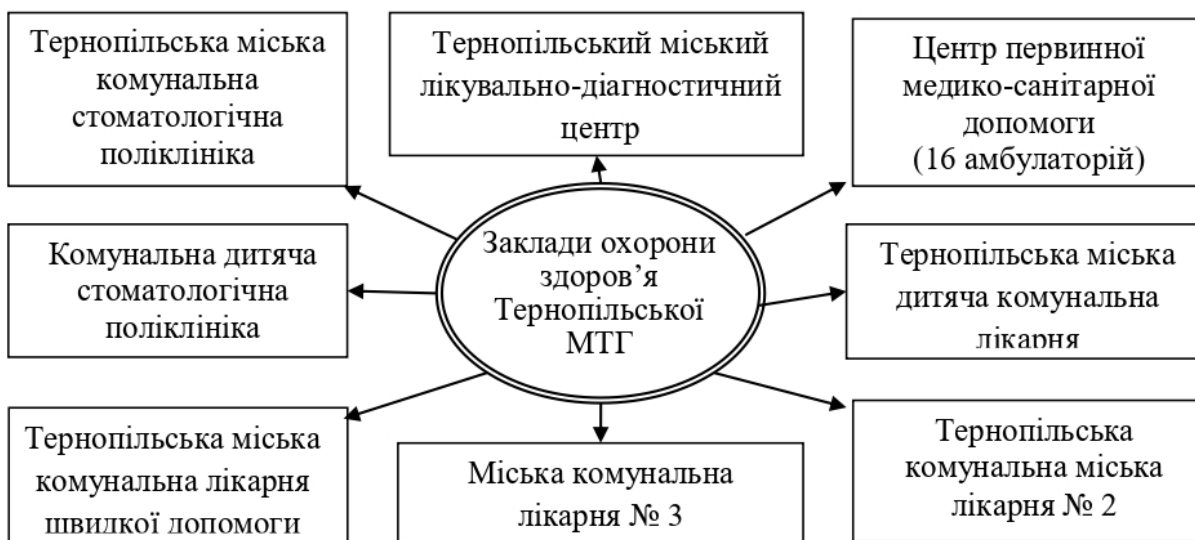 Тернопільська міська
комунальна
стоматологічна
поліклініка
Тернопільський міський
лікувально-діагностичний
центр
Центр первинної
медико-санітарної
допомоги
(16 амбулаторій)
Комунальна дитяча
стоматологічна
поліклініка
Заклади охорони
здоров’я
Тернопільської
МТГ
Тернопільська міська
дитяча комунальна
лікарня
Тернопільська міська
комунальна лікарня
швидкої допомоги
Міська комунальна
лікарня № 3
Тернопільська
комунальна міська
лікарня № 2